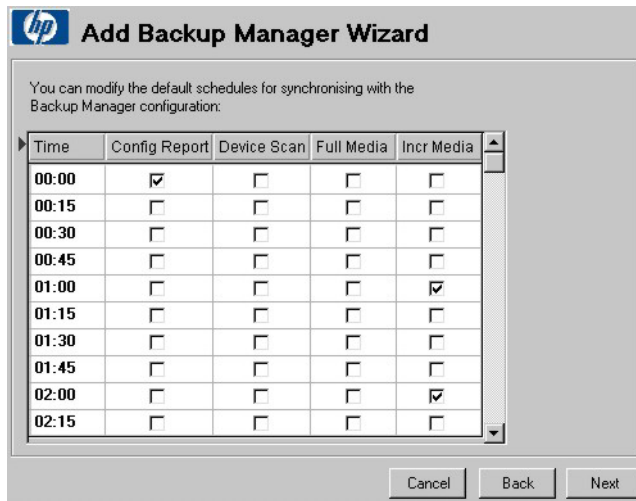 hp Add Backup Manager Wizard
You can modify the default schedules for synchronising with the
Backup Manager configuration:
Time Config Report Device Scan Full Media Incr Media
00:00
00:15
00:30
00:45
01:00
01:15
01:30
01:45
02:00
02:15
Cancel Back Next